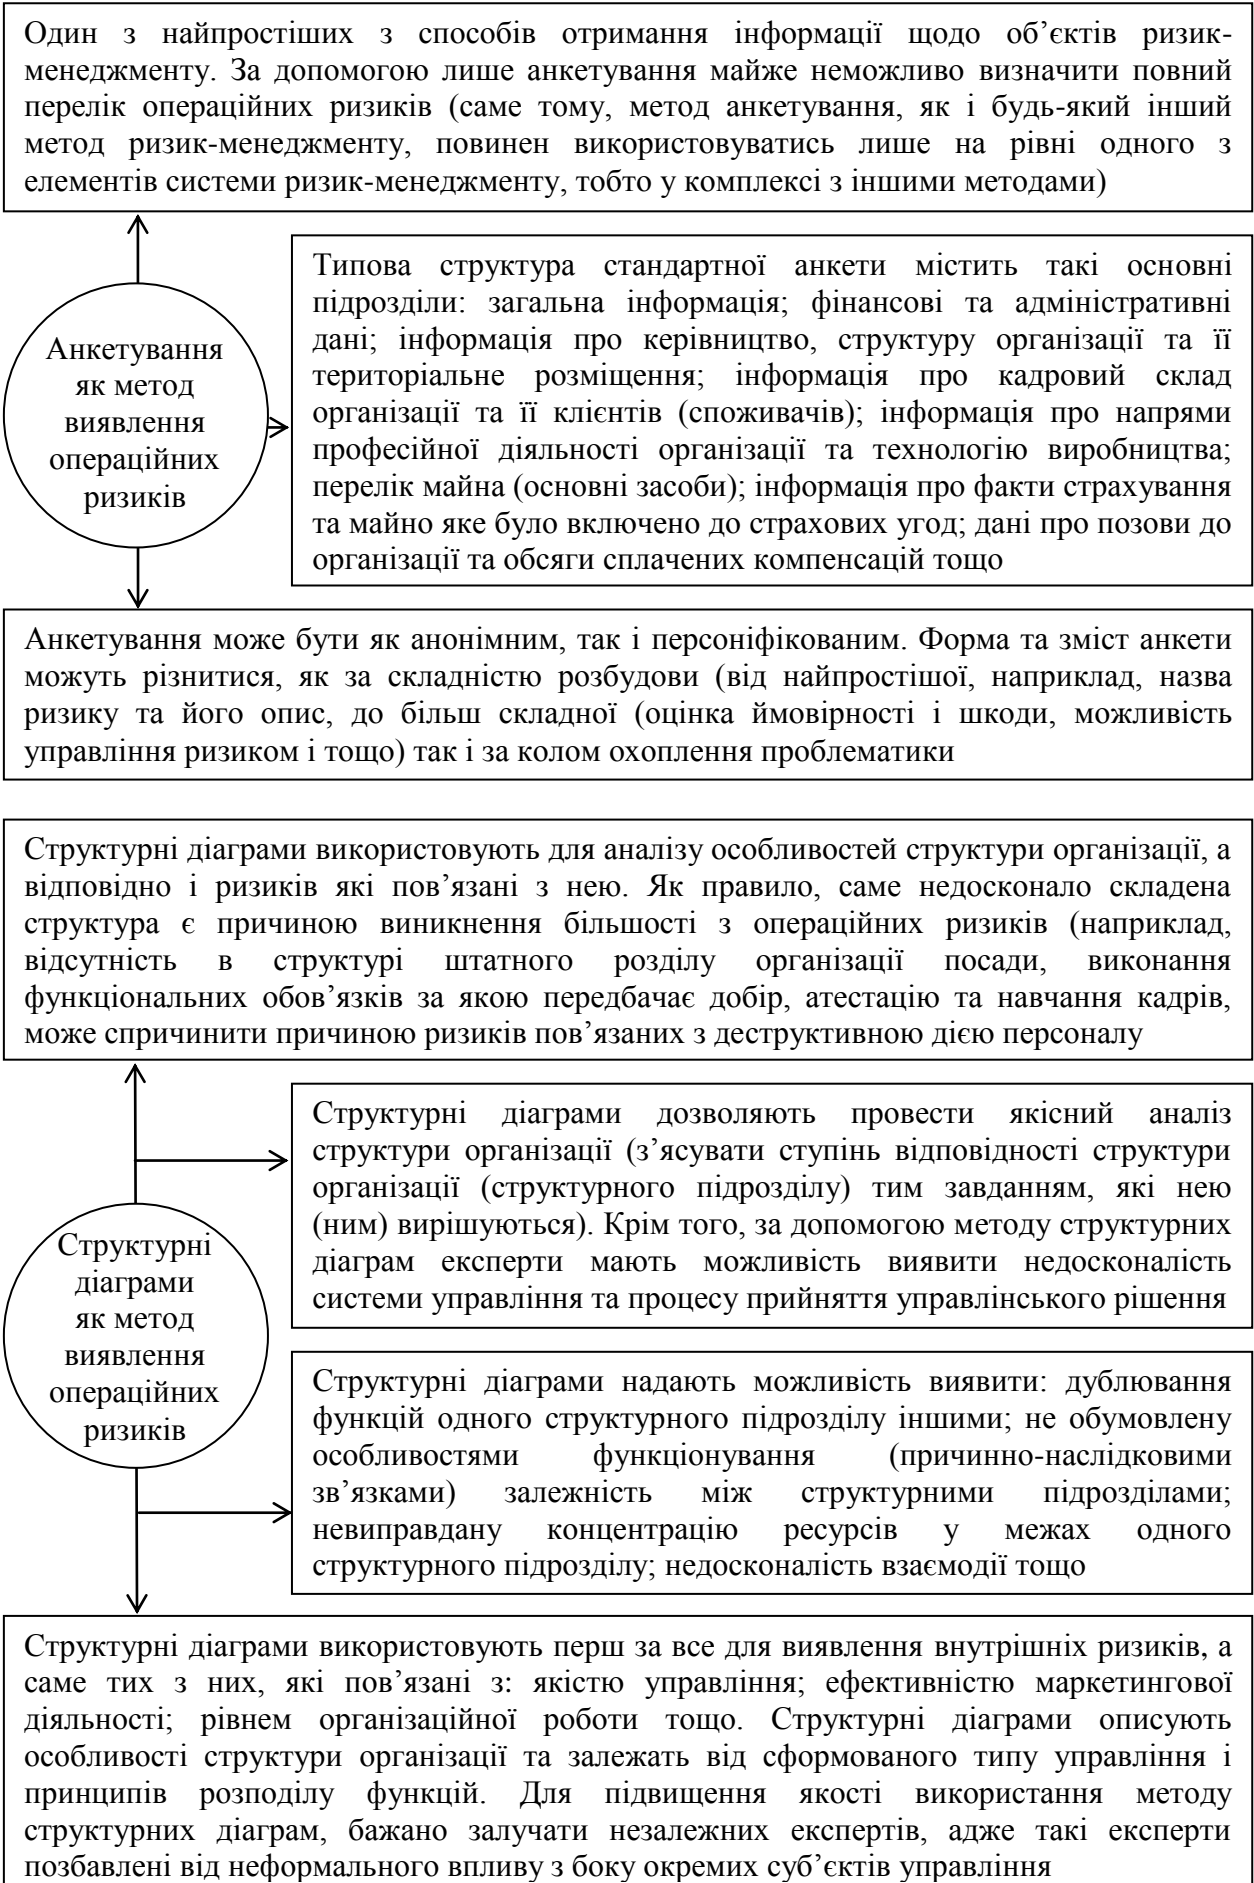 Один з найпростіших з способів отримання інформації щодо об’єктів ризик-
менеджменту. За допомогою лише анкетування майже неможливо визначити повний
перелік операційних ризиків (саме тому, метод анкетування, як і будь-який інший
метод ризик-менеджменту, повинен використовуватись лише на рівні одного з
елементів системи ризик-менеджменту, тобто у комплексі з іншими методами)
Анкетування
як метод
виявлення
операційних
ризиків
Типова структура стандартної анкети містить такі основні
підрозділи: загальна інформація; фінансові та адміністративні
дані; інформація про керівництво, структуру організації та її
територіальне розміщення; інформація про кадровий склад
організації та її клієнтів (споживачів); інформація про напрями
професійної діяльності організації та технологію виробництва;
перелік майна (основні засоби); інформація про факти страхування
та майно яке було включено до страхових угод; дані про позови до
організації та обсяги сплачених компенсацій тощо
Анкетування може бути як анонімним, так і персоніфікованим. Форма та зміст анкети
можуть різнитися, як за складністю розбудови (від найпростішої, наприклад, назва
ризику та його опис, до більш складної (оцінка ймовірності і шкоди, можливість
управління ризиком і тощо) так і за колом охоплення проблематики
Структурні діаграми використовують для аналізу особливостей структури організації, а
відповідно і ризиків які пов’язані з нею. Як правило, саме недосконало складена
структура є причиною виникнення більшості з операційних ризиків (наприклад,
відсутність в структурі штатного розділу організації посади, виконання
функціональних обов’язків за якою передбачає добір, атестацію та навчання кадрів,
може спричинити причиною ризиків пов’язаних з деструктивною дією персоналу
Структурні діаграми дозволяють провести якісний аналіз
структури організації (з’ясувати ступінь відповідності структури
організації (структурного підрозділу) тим завданням, які нею
(ним) вирішуються). Крім того, за допомогою методу структурних
діаграм експерти мають можливість виявити недосконалість
системи управління та процесу прийняття управлінського рішення
Структурні
діаграми
як метод
виявлення
операційних
ризиків
Структурні діаграми надають можливість виявити: дублювання
функцій одного структурного підрозділу іншими; не обумовлену
особливостями функціонування (причинно-наслідковими
зв’язками) залежність між структурними підрозділами;
невиправдану концентрацію ресурсів у межах одного
структурного підрозділу; недосконалість взаємодії тощо
Структурні діаграми використовують перш за все для виявлення внутрішніх ризиків, а
саме тих з них, які пов’язані з: якістю управління; ефективністю маркетингової
діяльності; рівнем організаційної роботи тощо. Структурні діаграми описують
особливості структури організації та залежать від сформованого типу управління і
принципів розподілу функцій. Для підвищення якості використання методу
структурних діаграм, бажано залучати незалежних експертів, адже такі експерти
позбавлені від неформального впливу з боку окремих суб’єктів управління